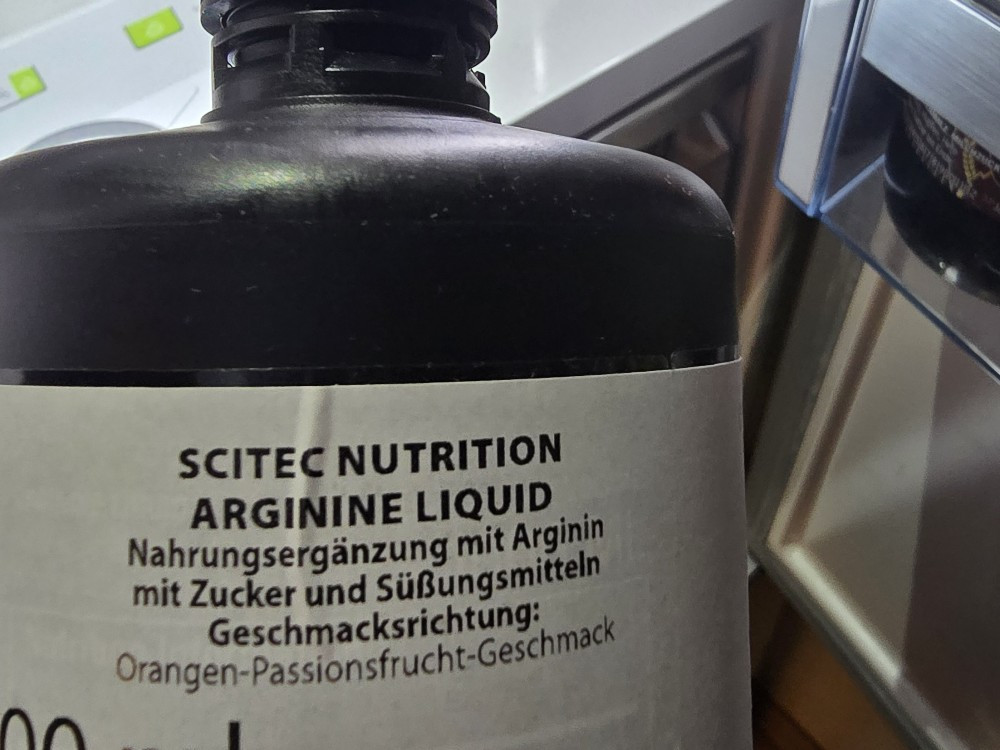 SCITEC NUTRITION
ARGININE LIQUID
Nahrungsergänzung mit Arginin
mit Zucker und Süßungsmitteln
Geschmacksrichtung:
Orangen-Passionsfrucht-Geschmack